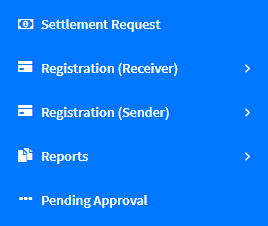 Settlement Request
Registration (Receiver)
Registration (Sender)
Reports
Pending Approval